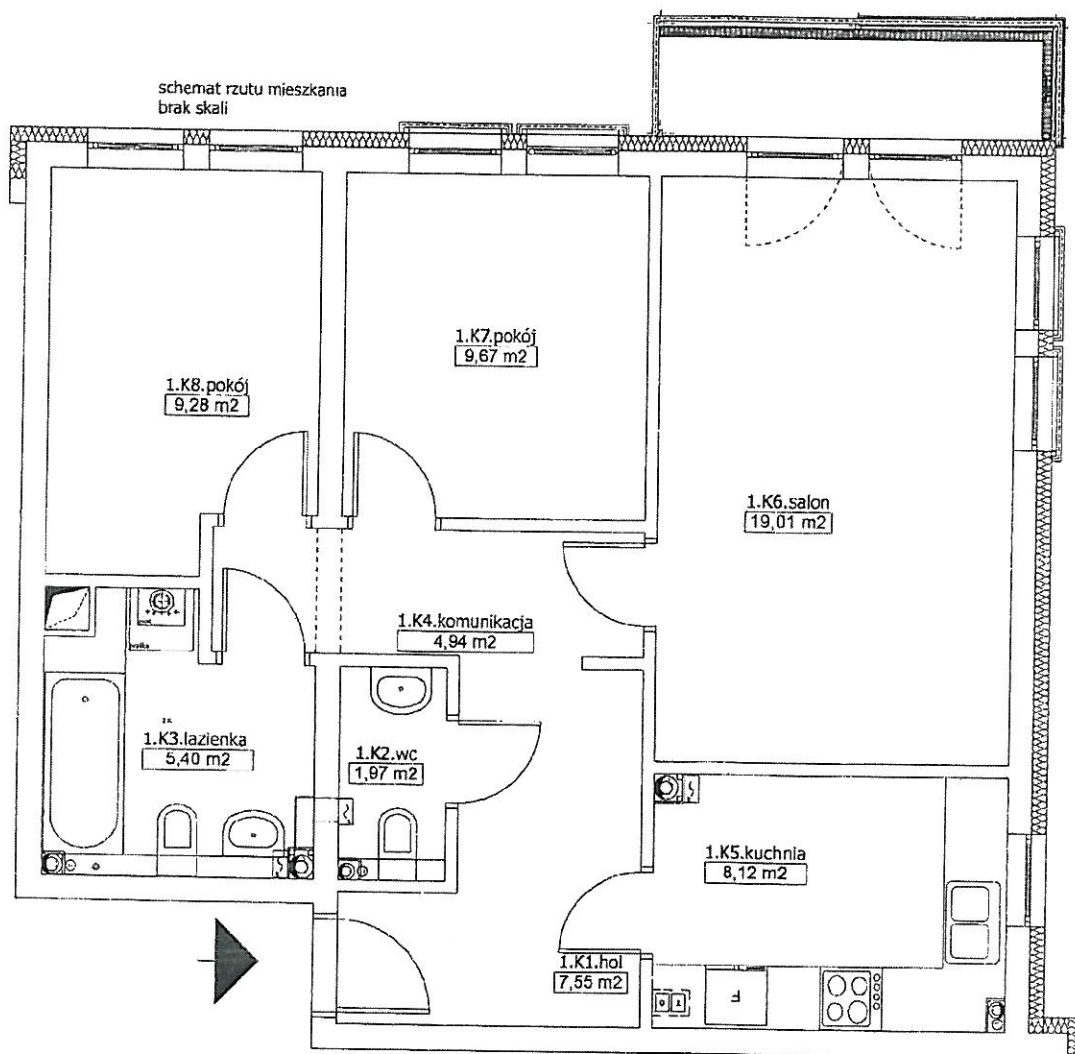 schemat rzutu mieszkania
brak skali
1.K7.pokój
9,67 m2
1.K8.pokój
9,28 m2
1.K6.salon
19,01 m2
1.K4.komunikacja
4,94 m2
1.K3.lazienka
5,40 m2
1.K2.wc
1,97 m2
1.K5.kuchnia
8,12 m2
1.K1.hol
7,55 m2
F